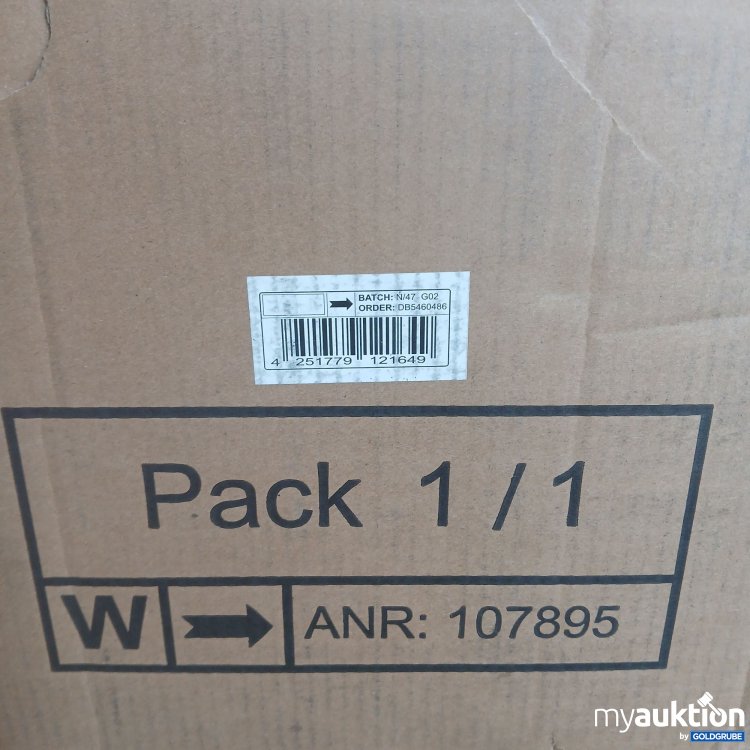 BATCH: N/47 G02
ORDER: DB5460486
4 251779 121649
Pack 1 / 1
W ANR: 107895
myauktion
by GOLDGRUBE